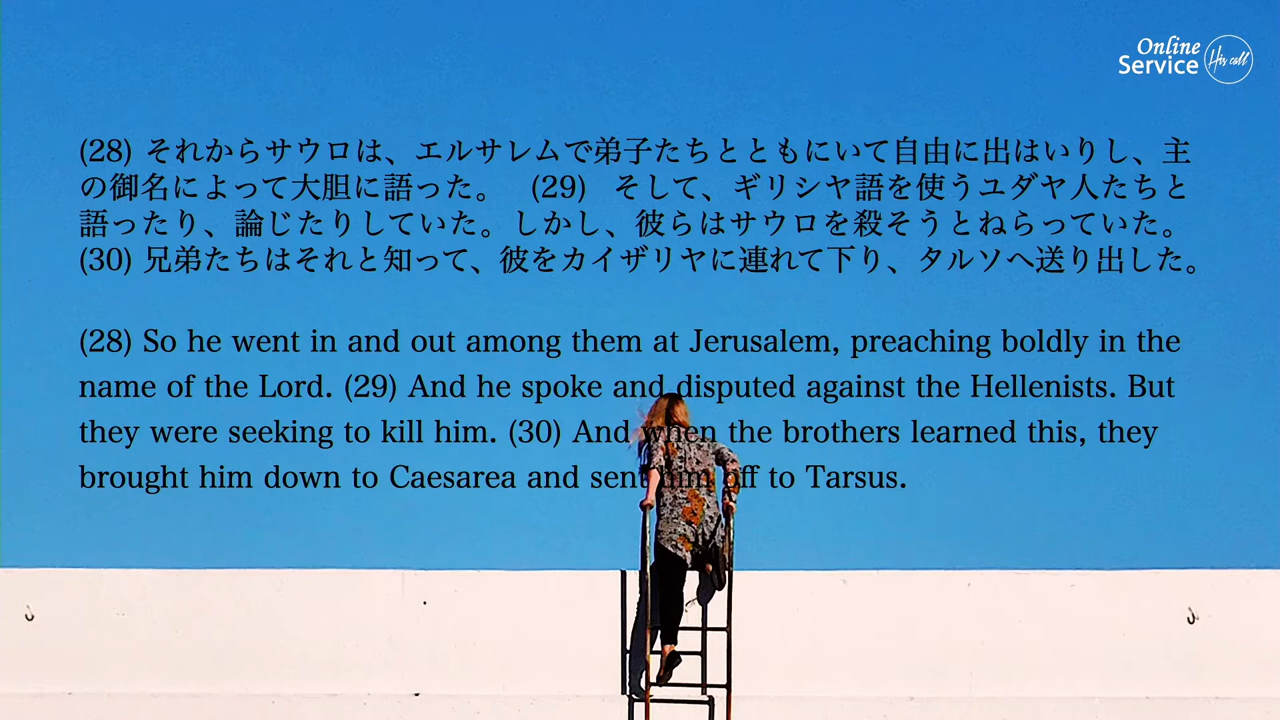 Online
Service
His call
(28) それからサウロは、エルサレムで弟子たちとともにいて自由に出はいりし、主
の御名によって大胆に語った。 (29) そして、ギリシヤ語を使うユダヤ人たちと
語ったり、論じたりしていた。しかし、彼らはサウロを殺そうとねらっていた。
(30) 兄弟たちはそれと知って、彼をカイザリヤに連れて下り、タルソへ送り出した。
(28) So he went in and out among them at Jerusalem, preaching boldly in the
name of the Lord. (29) And he spoke and disputed against the Hellenists. But
they were seeking to kill him. (30) And when the brothers learned this, they
brought him down to Caesarea and sent him off to Tarsus.